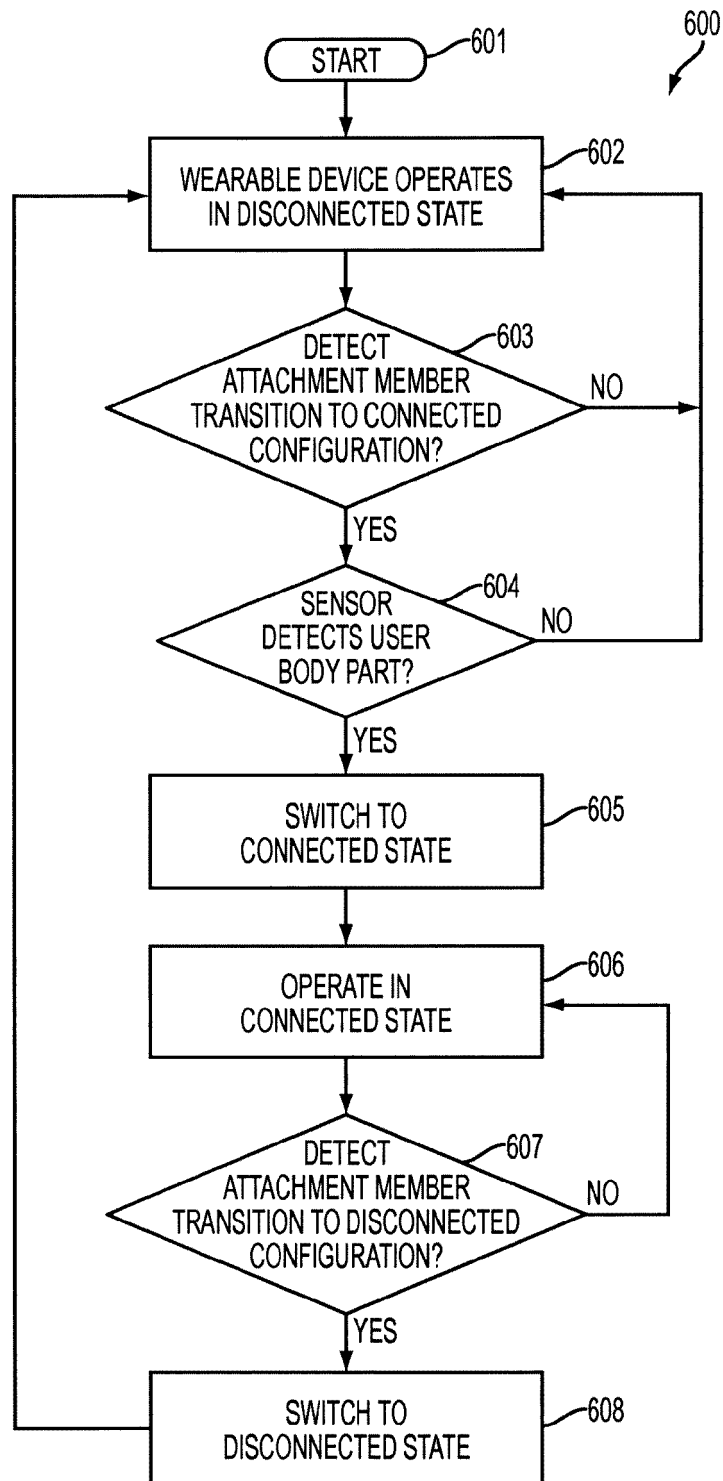 600
START
601
WEARABLE DEVICE OPERATES
IN DISCONNECTED STATE
602
DETECT
ATTACHMENT MEMBER
TRANSITION TO CONNECTED
CONFIGURATION?
603
NO
YES
SENSOR
DETECTS USER
BODY PART?
604
NO
YES
SWITCH TO
CONNECTED STATE
605
OPERATE IN
CONNECTED STATE
606
DETECT
ATTACHMENT MEMBER
TRANSITION TO DISCONNECTED
CONFIGURATION?
607
NO
YES
SWITCH TO
DISCONNECTED STATE
608